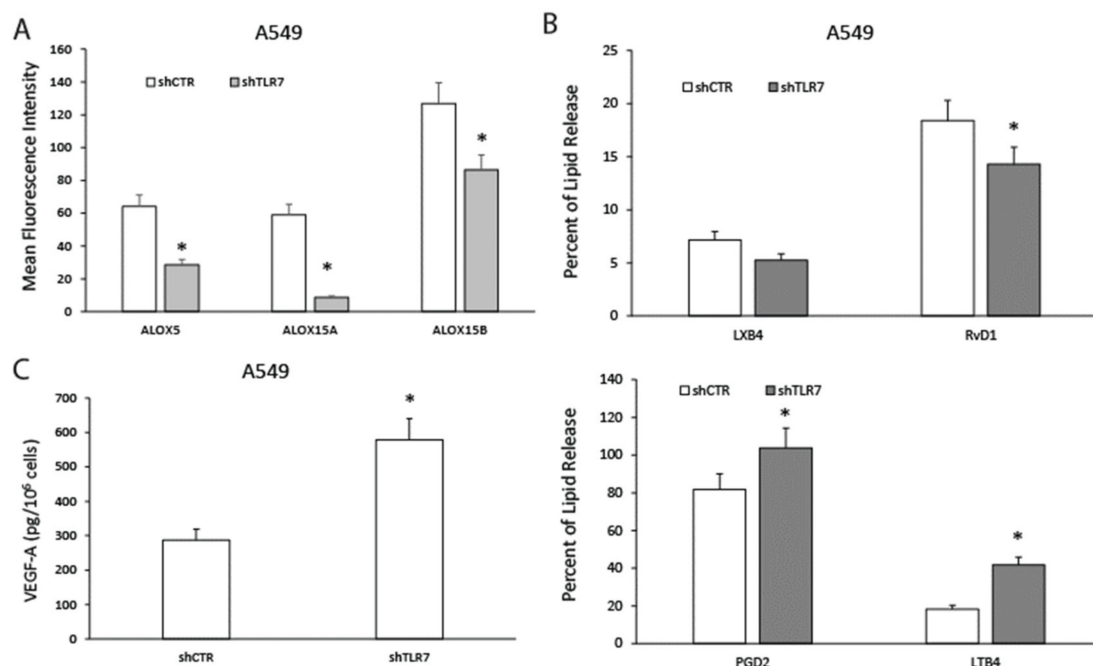 A
A549
Mean Fluorescence Intensity
160
140
120
100
80
60
40
20
0
shCTR
shTLR7
*
*
*
ALOX5
ALOX15A
ALOX15B
B
A549
Percent of Lipid Release
25
20
15
10
5
0
shCTR
shTLR7
*
LXB4
RvD1
C
A549
VEGF-A (pg/10⁶ cells)
700
600
500
400
300
200
100
0
*
shCTR
shTLR7
Percent of Lipid Release
140
120
100
80
60
40
20
0
shCTR
shTLR7
*
*
PGD2
LTB4